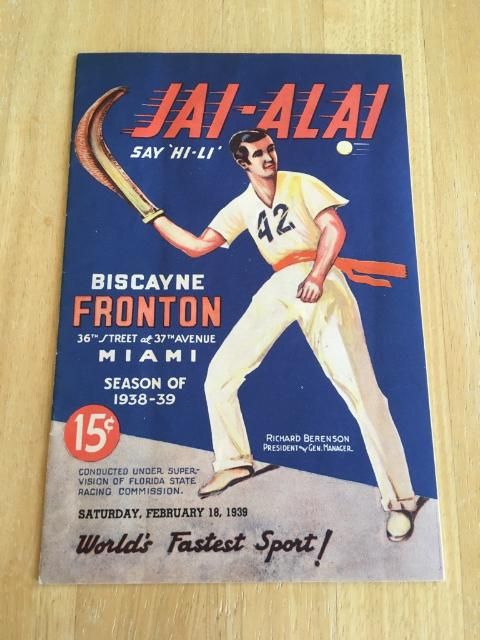 JAI-ALAI
SAY 'HI-LI'
42
BISCAYNE
FRONTON
36TH STREET at 37TH AVENUE
MIAMI
SEASON OF
1938-39
15¢
RICHARD BERENSON
PRESIDENT and GEN. MANAGER
CONDUCTED UNDER SUPER-
VISION OF FLORIDA STATE
RACING COMMISSION.
SATURDAY, FEBRUARY 18, 1939
World's Fastest Sport!